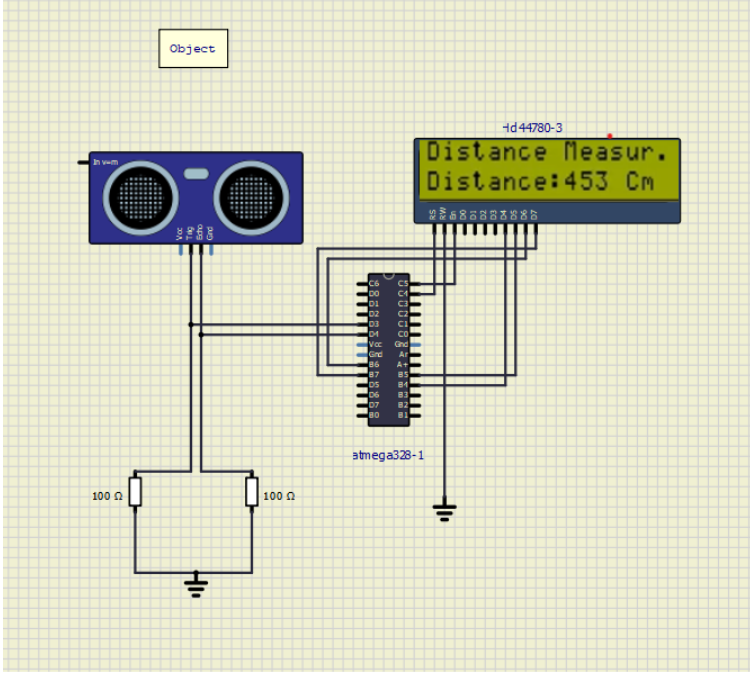 Object
Hd44780-3
Distance Measur.
Distance:453 Cm
In v=m
Vcc Trig Echo Gnd
RS RW En D0 D1 D2 D3 D4 D5 D6 D7
C6 C5
D0 C4
D1 C3
D2 C2
D3 C1
D4 C0
Vcc Gnd
Gnd Ar
B6 A+
B7 B5
D5 B4
D6 B3
D7 B2
B0 B1
atmega328-1
100 Ω
100 Ω